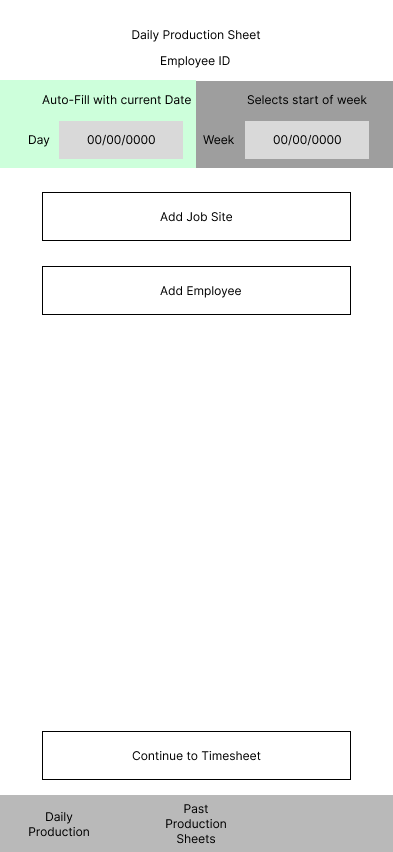 Daily Production Sheet
Employee ID
Auto-Fill with current Date
Selects start of week
Day
00/00/0000
Week
00/00/0000
Add Job Site
Add Employee
Continue to Timesheet
Daily
Production
Past
Production
Sheets